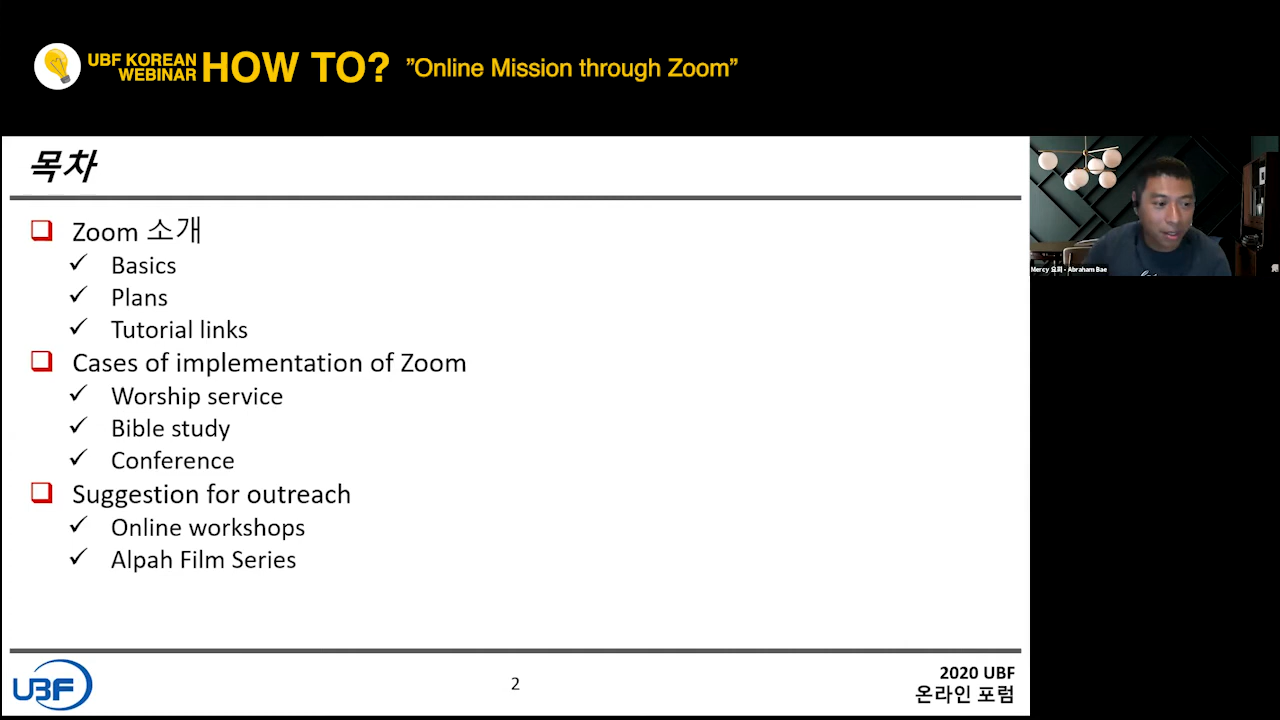 UBF KOREAN
WEBINAR
HOW TO?
”Online Mission through Zoom”
목차
Zoom 소개
Basics
Plans
Tutorial links
Cases of implementation of Zoom
Worship service
Bible study
Conference
Suggestion for outreach
Online workshops
Alpah Film Series
Mercy 요피 - Abraham Bae
UBF
2
2020 UBF
온라인 포럼